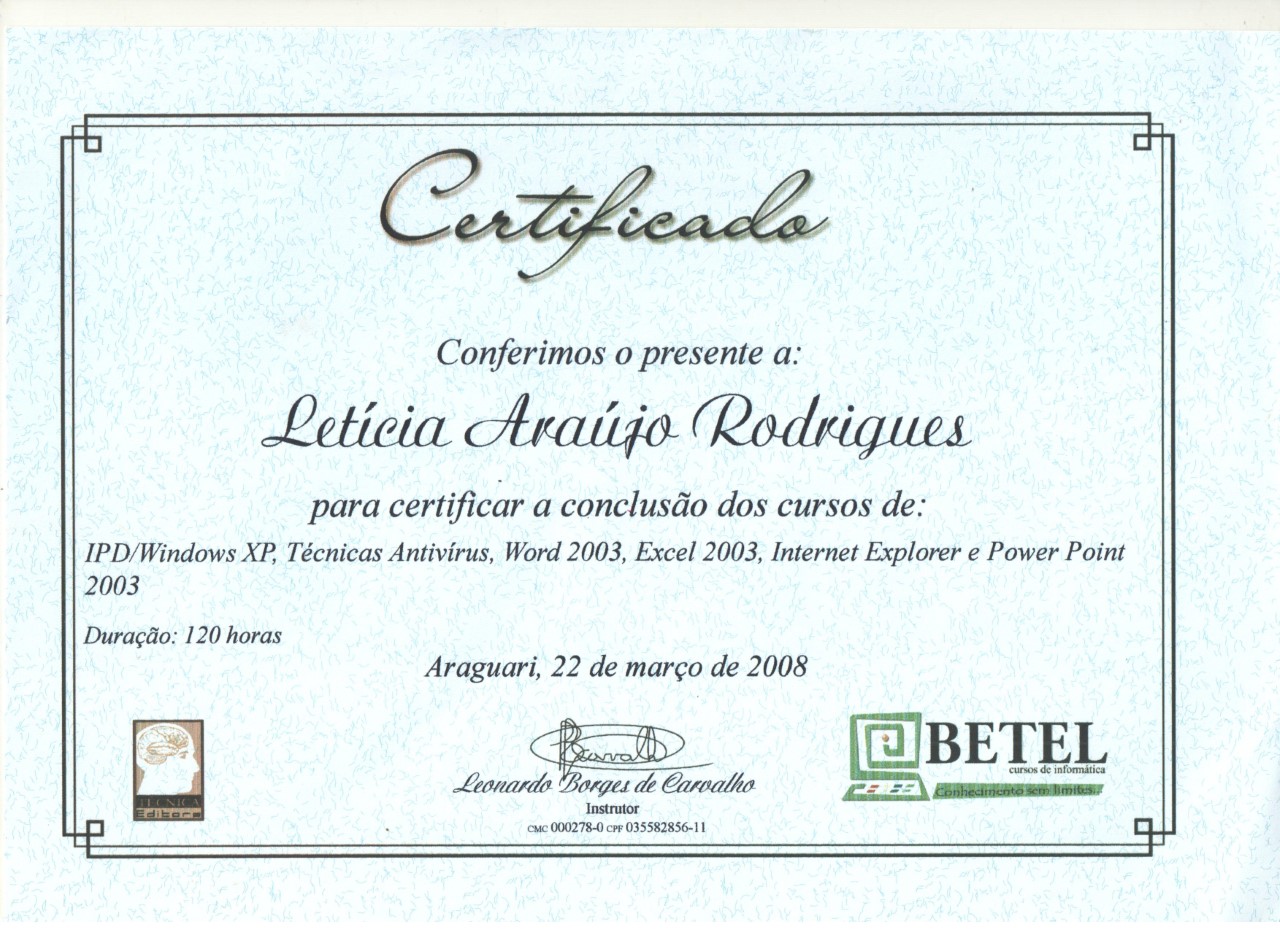 Certificado
Conferimos o presente a:
Letícia Araújo Rodrigues
para certificar a conclusão dos cursos de:
IPD/Windows XP, Técnicas Antivírus, Word 2003, Excel 2003, Internet Explorer e Power Point
2003
Duração: 120 horas
Araguari, 22 de março de 2008
TECNICA
Editora
Leonardo Borges de Carvalho
Instrutor
CMC 000278-0 CPF 035582856-11
BETEL
cursos de informática
Conhecimento sem limites.